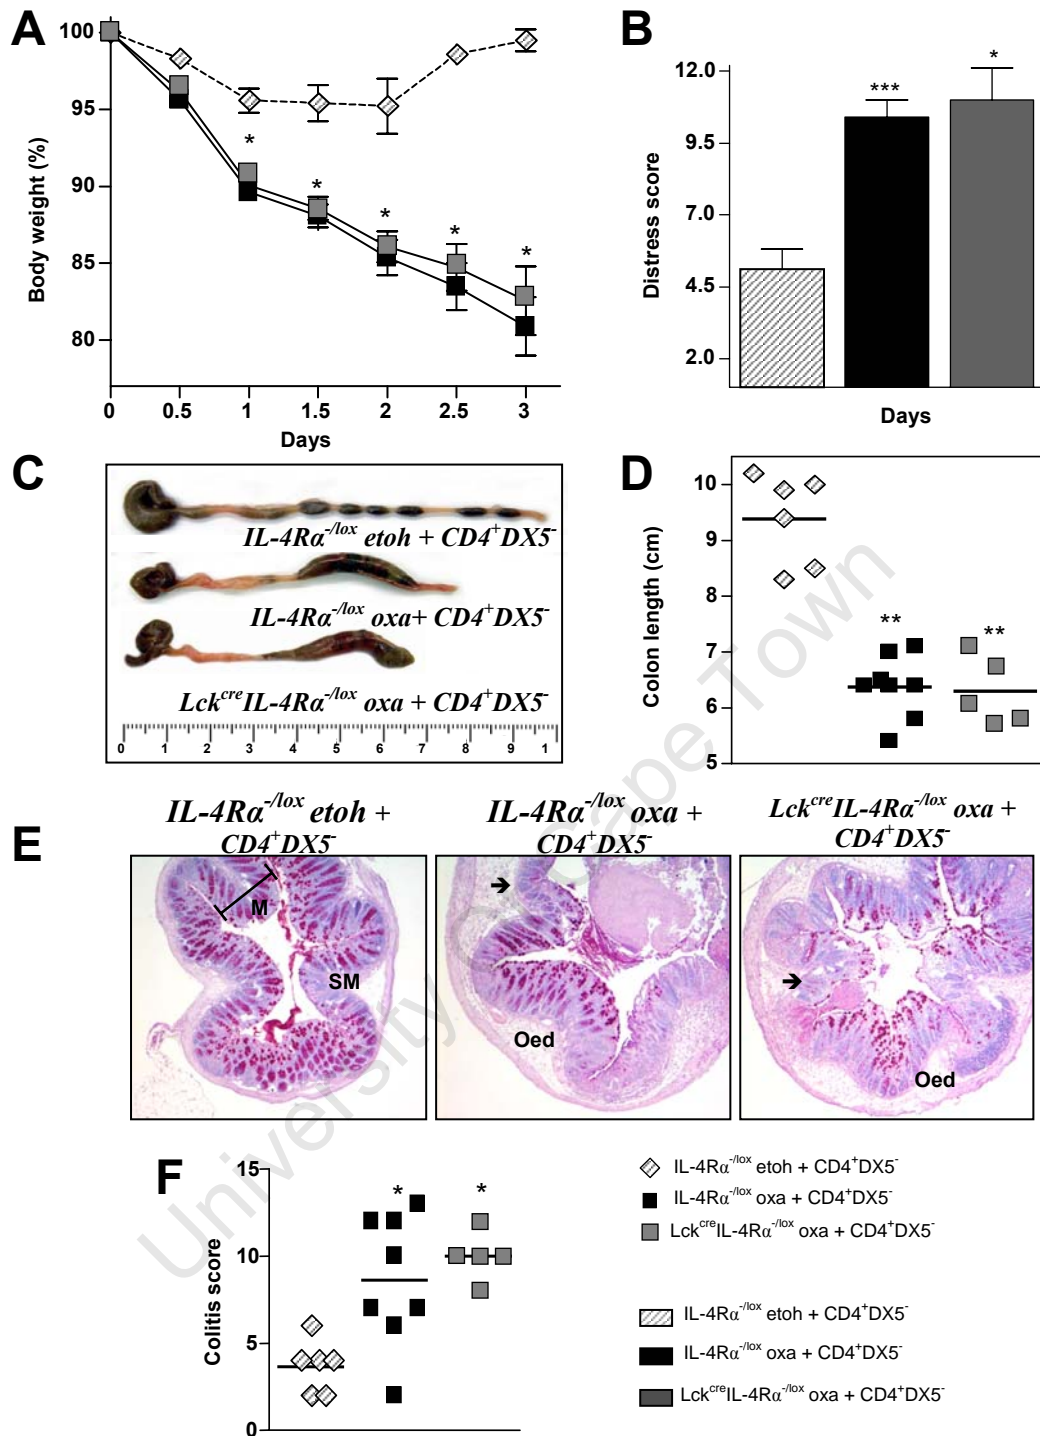 A
100
95
90
85
80
Body weight (%)
*
*
*
*
*
0 0.5 1 1.5 2 2.5 3
Days
B
12.0
9.5
7.0
4.5
2.0
Distress score
***
*
Days
C
IL-4Rα⁻/ˡᵒˣ etoh + CD4⁺DX5⁻
IL-4Rα⁻/ˡᵒˣ oxa+ CD4⁺DX5⁻
LckᶜʳᵉIL-4Rα⁻/ˡᵒˣ oxa + CD4⁺DX5⁻
0 1 2 3 4 5 6 7 8 9 1
D
10
9
8
7
6
5
Colon length (cm)
**
**
E
IL-4Rα⁻/ˡᵒˣ etoh +
CD4⁺DX5⁻
IL-4Rα⁻/ˡᵒˣ oxa +
CD4⁺DX5⁻
LckᶜʳᵉIL-4Rα⁻/ˡᵒˣ oxa +
CD4⁺DX5⁻
M
SM
Oed
Oed
F
15
10
5
0
Colitis score
*
*
IL-4Rα⁻/ˡᵒˣ etoh + CD4⁺DX5⁻
IL-4Rα⁻/ˡᵒˣ oxa + CD4⁺DX5⁻
LckᶜʳᵉIL-4Rα⁻/ˡᵒˣ oxa + CD4⁺DX5⁻
IL-4Rα⁻/ˡᵒˣ etoh + CD4⁺DX5⁻
IL-4Rα⁻/ˡᵒˣ oxa + CD4⁺DX5⁻
LckᶜʳᵉIL-4Rα⁻/ˡᵒˣ oxa + CD4⁺DX5⁻
University of Cape Town